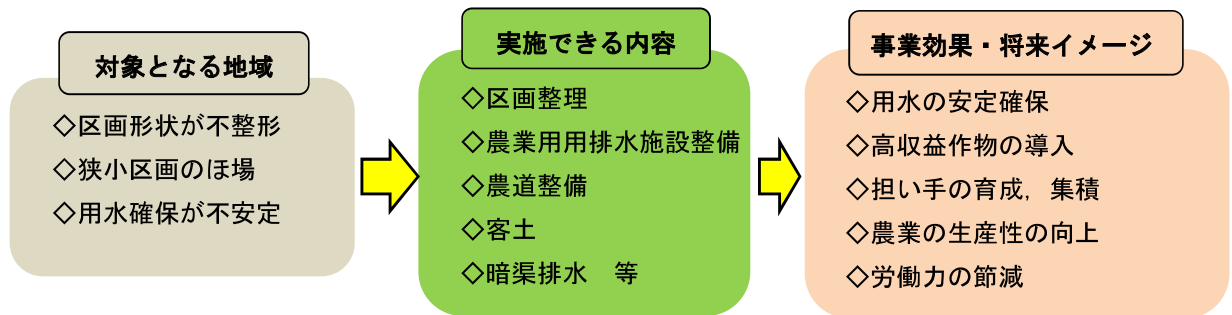 対象となる地域
◇区画形状が不整形
◇狭小区画のほ場
◇用水確保が不安定
実施できる内容
◇区画整理
◇農業用用排水施設整備
◇農道整備
◇客土
◇暗渠排水　等
事業効果・将来イメージ
◇用水の安定確保
◇高収益作物の導入
◇担い手の育成，集積
◇農業の生産性の向上
◇労働力の節減